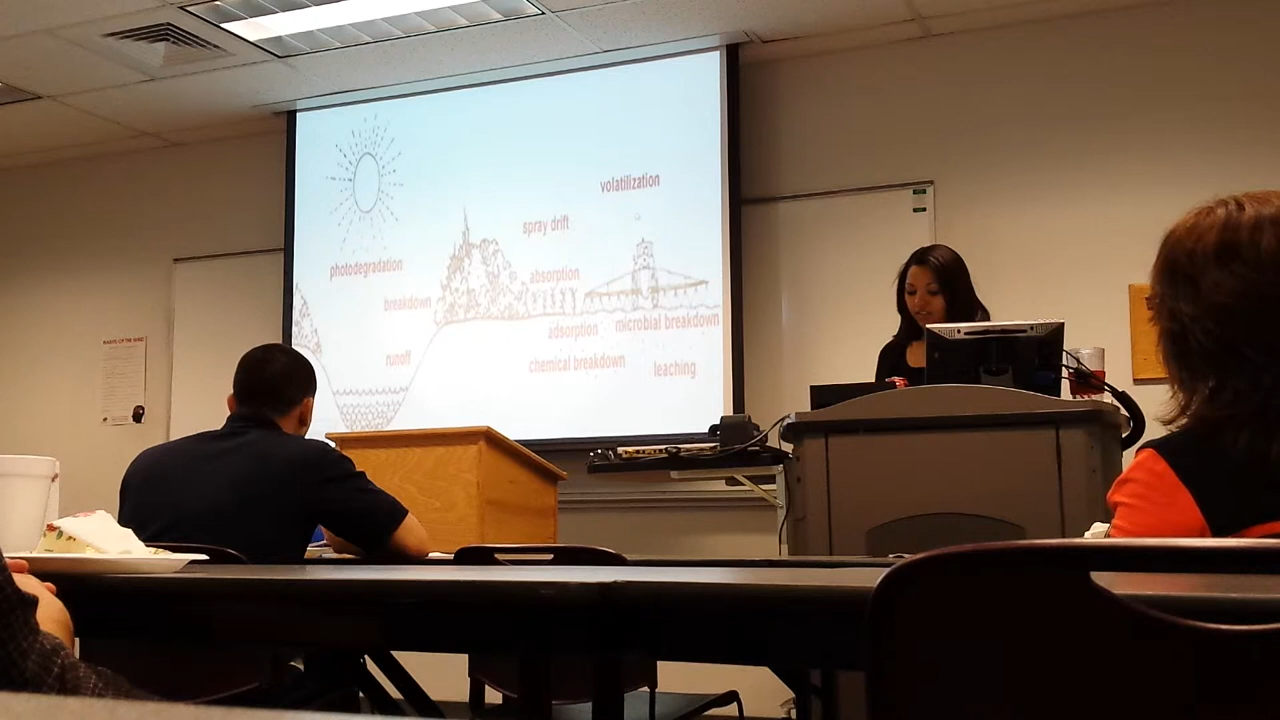 volatilization
spray drift
photodegradation
absorption
breakdown
adsorption
microbial breakdown
runoff
chemical breakdown
leaching